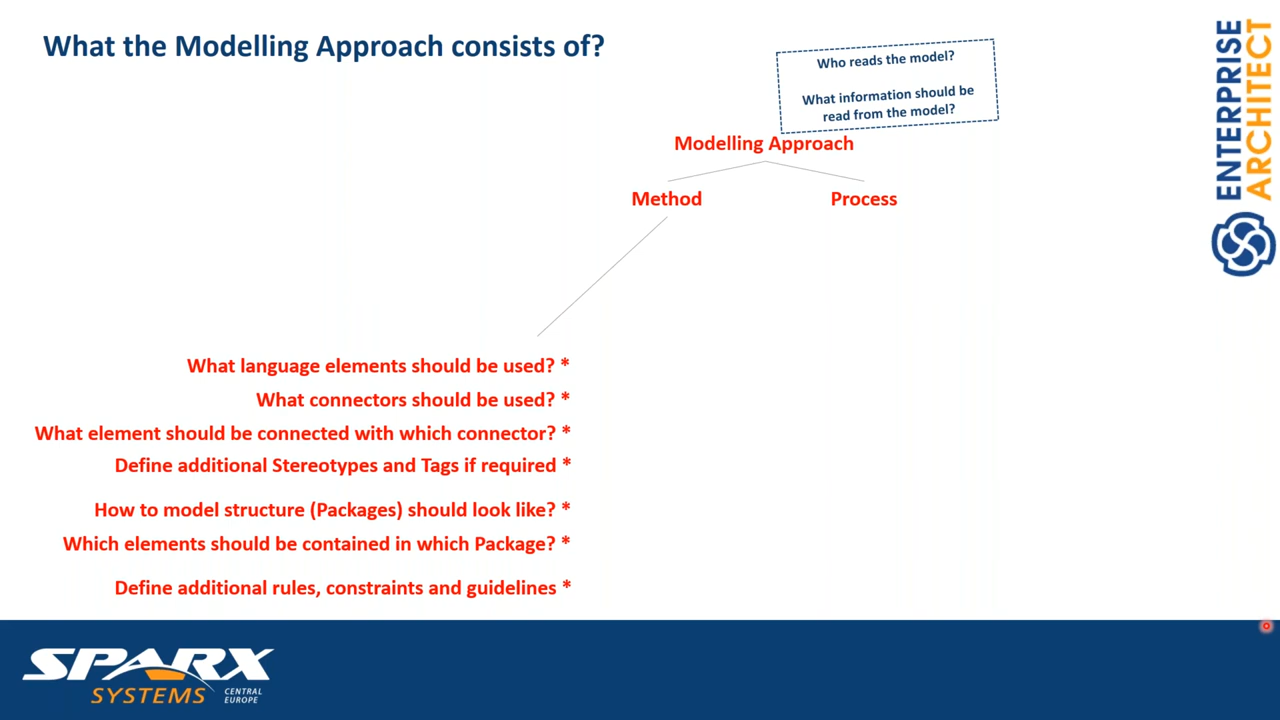 What the Modelling Approach consists of?
Who reads the model?
What information should be
read from the model?
Modelling Approach
Method
Process
What language elements should be used? *
What connectors should be used? *
What element should be connected with which connector? *
Define additional Stereotypes and Tags if required *
How to model structure (Packages) should look like? *
Which elements should be contained in which Package? *
Define additional rules, constraints and guidelines *
ENTERPRISE
ARCHITECT
SPARX
SYSTEMS
CENTRAL
EUROPE